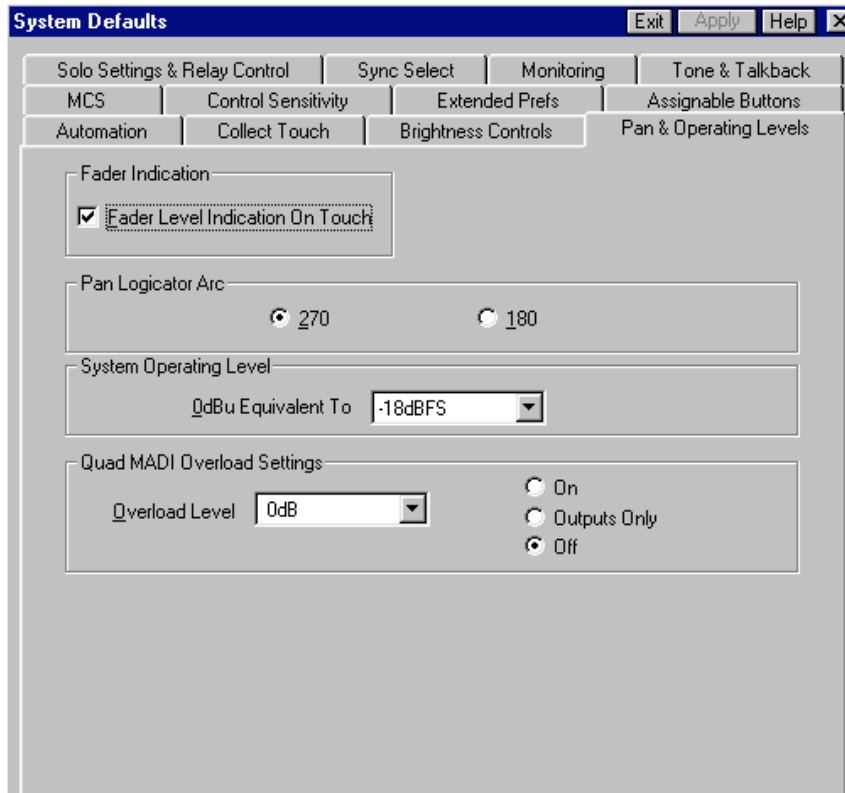 System Defaults Exit Apply Help X
Solo Settings & Relay Control Sync Select Monitoring Tone & Talkback
MCS Control Sensitivity Extended Prefs Assignable Buttons
Automation Collect Touch Brightness Controls Pan & Operating Levels
Fader Indication
Fader Level Indication On Touch
Pan Logicator Arc
270 180
System Operating Level
0dBu Equivalent To -18dBFS
Quad MADI Overload Settings
On
Overload Level 0dB Outputs Only
Off